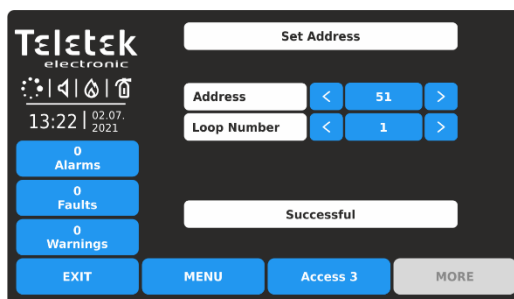 Teletek
electronic
13:22 02.07.
2021
0
Alarms
0
Faults
0
Warnings
Set Address
Address < 51 >
Loop Number < 1 >
Successful
EXIT MENU Access 3 MORE